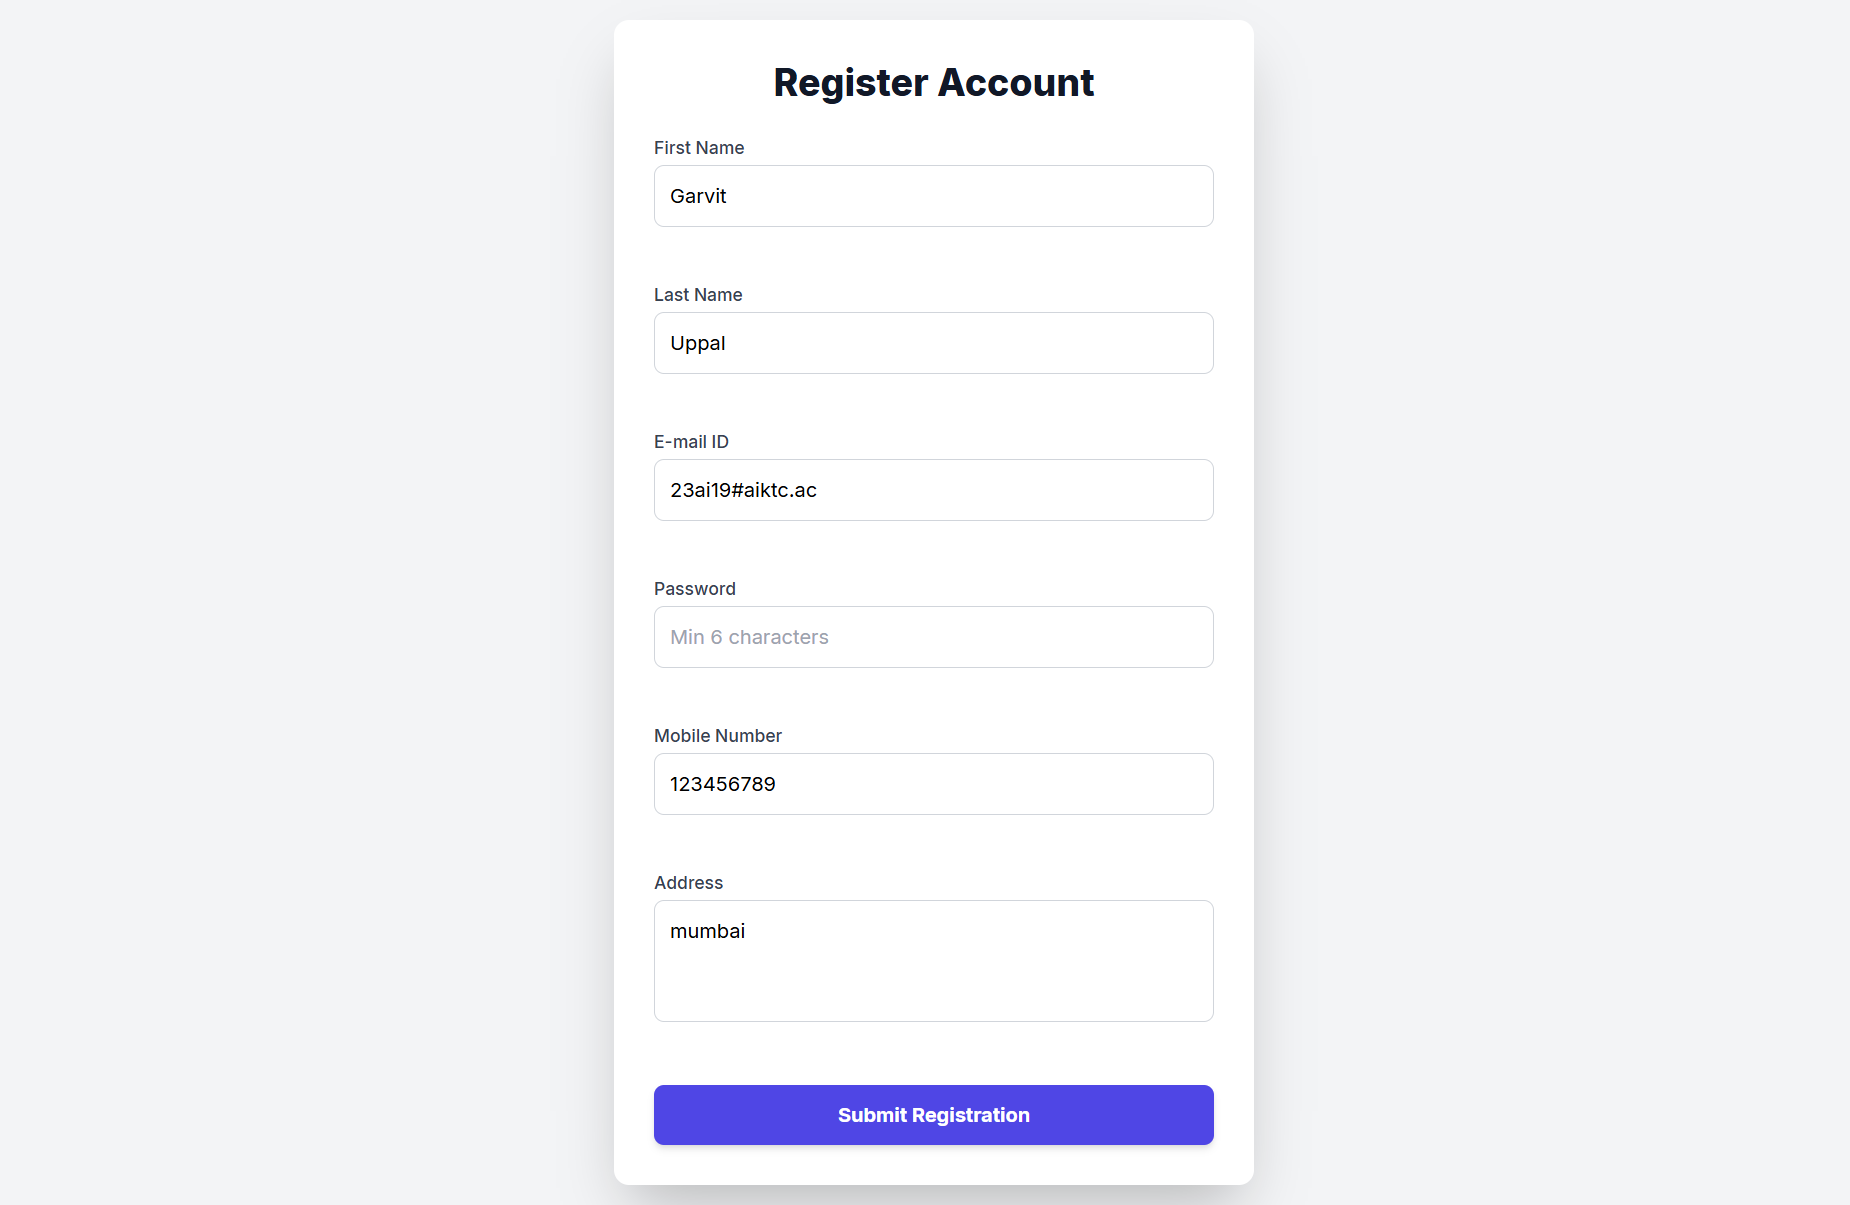 Register Account
First Name
Garvit
Last Name
Uppal
E-mail ID
23ai19#aiktc.ac
Password
Min 6 characters
Mobile Number
123456789
Address
mumbai
Submit Registration